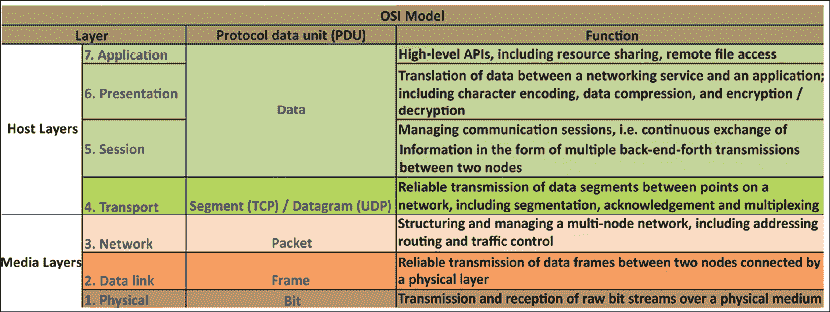 OSI Model
Layer Protocol data unit (PDU) Function
Host Layers
7. Application
Data
High-level APIs, including resource sharing, remote file access
6. Presentation
Translation of data between a networking service and an application;
including character encoding, data compression, and encryption /
decryption
5. Session
Managing communication sessions, i.e. continuous exchange of
Information in the form of multiple back-end-forth transmissions
between two nodes
4. Transport
Segment (TCP) / Datagram (UDP)
Reliable transmission of data segments between points on a
network, including segmentation, acknowledgement and multiplexing
Media Layers
3. Network
Packet
Structuring and managing a multi-node network, including addressing
routing and traffic control
2. Data link
Frame
Reliable transmission of data frames between two nodes connected by
a physical layer
1. Physical
Bit
Transmission and reception of raw bit streams over a physical medium